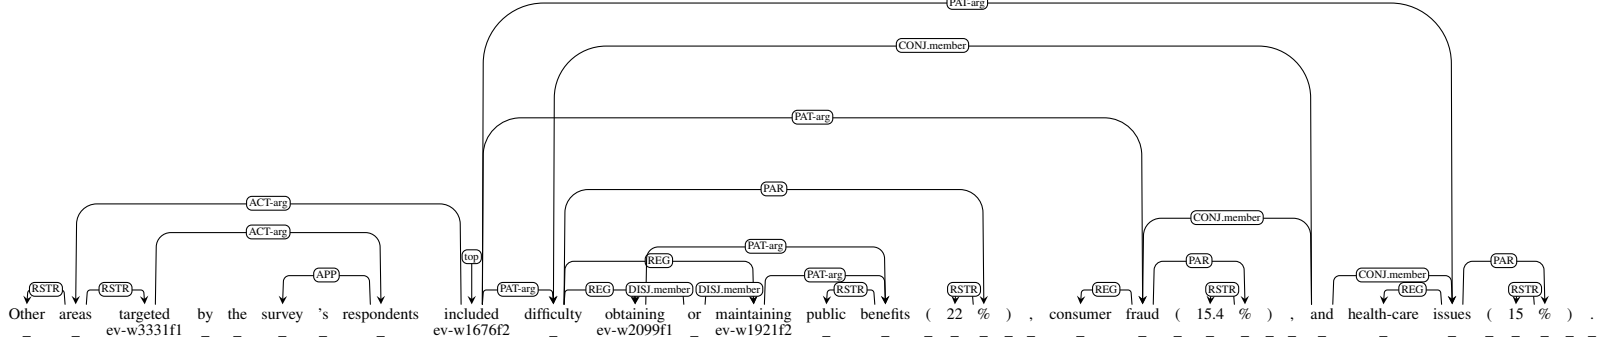 PAT-arg
CONJ.member
PAT-arg
PAR
ACT-arg
CONJ.member
ACT-arg
PAT-arg
top REG PAR PAR
APP PAT-arg CONJ.member
RSTR RSTR PAT-arg REG DISJ.member DISJ.member RSTR RSTR REG RSTR REG RSTR
Other areas targeted by the survey 's respondents included difficulty obtaining or maintaining public benefits ( 22 % ) , consumer fraud ( 15.4 % ) , and health-care issues ( 15 % ) .
_ _ ev-w3331f1 _ _ _ _ _ ev-w1676f2 _ ev-w2099f1 _ ev-w1921f2 _ _ _ _ _ _ _ _ _ _ _ _ _ _ _ _ _ _ _ _ _ _